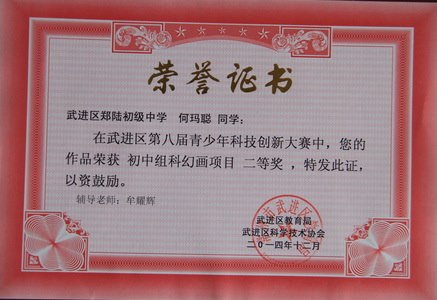 荣誉证书
武进区郑陆初级中学 何玛聪 同学：
在武进区第八届青少年科技创新大赛中，您的
作品荣获 初中组科幻画项目 二等奖 ，特发此证，
以资鼓励。
辅导老师：牟耀辉
武进区教育局
武进区科学技术协会
二０一四年十二月